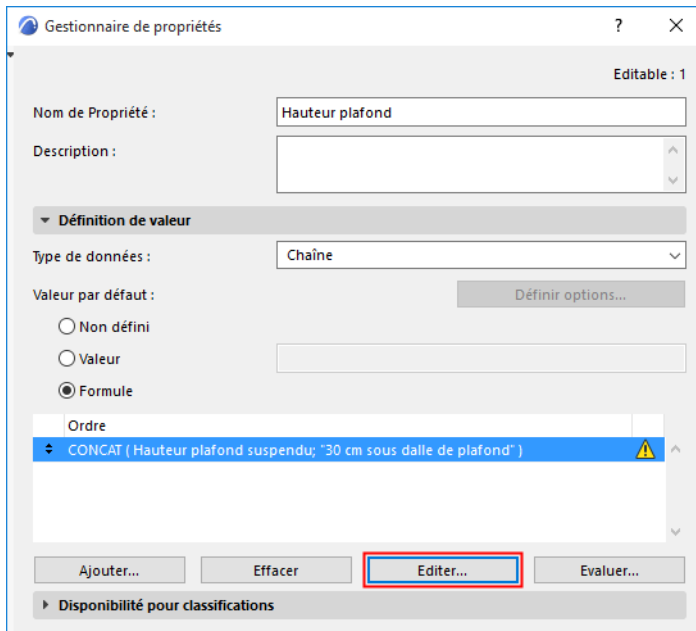 Gestionnaire de propriétés ?
Editable : 1
Nom de Propriété : Hauteur plafond
Description :
Définition de valeur
Type de données : Chaîne
Valeur par défaut : Définir options...
Non défini
Valeur
Formule
Ordre
CONCAT ( Hauteur plafond suspendu; "30 cm sous dalle de plafond" )
Ajouter... Effacer Editer... Evaluer...
Disponibilité pour classifications